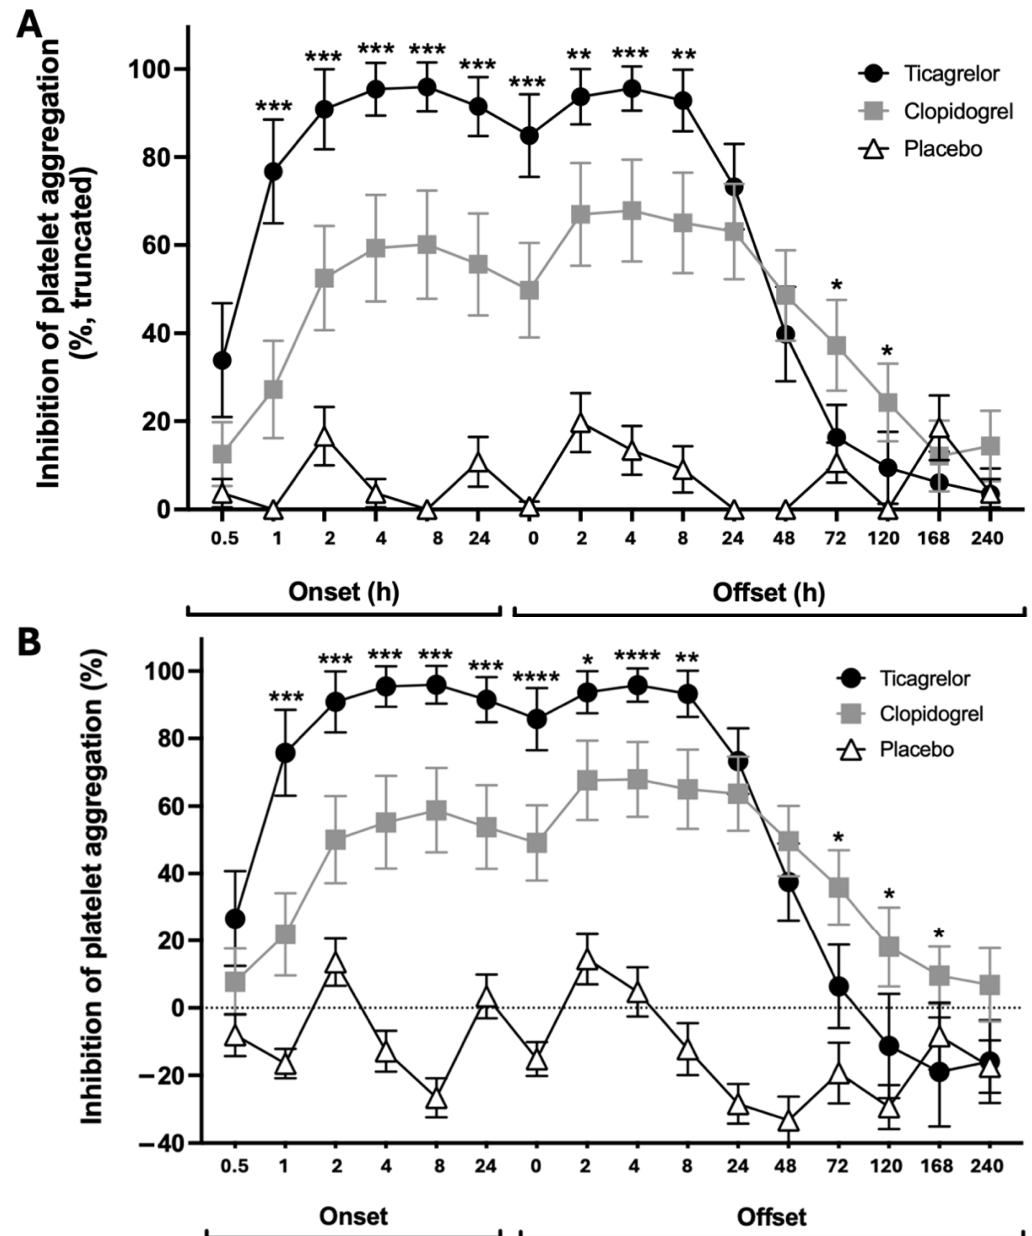 A
Inhibition of platelet aggregation
(%, truncated)
*** *** *** *** *** *** ** *** ** * *
Ticagrelor
Clopidogrel
Placebo
100
80
60
40
20
0
0.5 1 2 4 8 24 0 2 4 8 24 48 72 120 168 240
Onset (h) Offset (h)
B
Inhibition of platelet aggregation (%)
*** *** *** *** *** **** * **** ** * * *
Ticagrelor
Clopidogrel
Placebo
100
80
60
40
20
0
−20
−40
0.5 1 2 4 8 24 0 2 4 8 24 48 72 120 168 240
Onset Offset